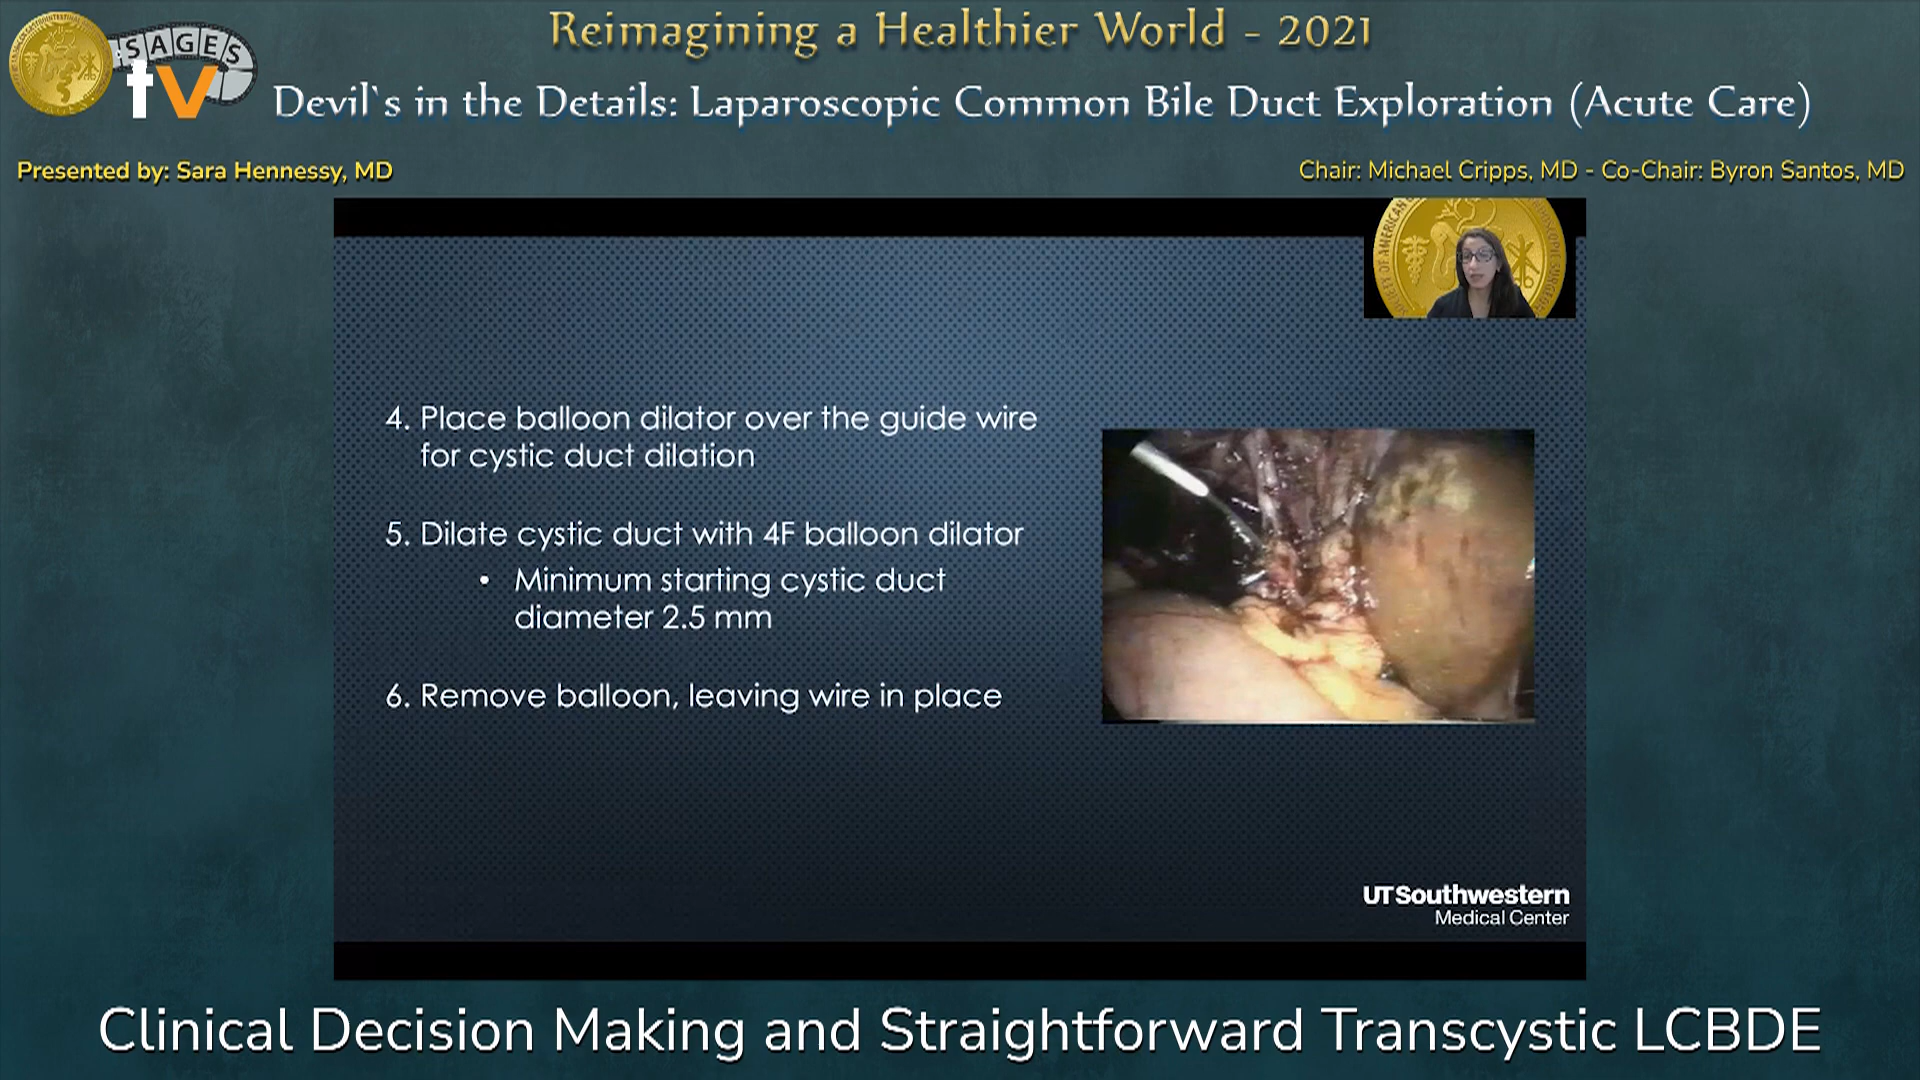 Reimagining a Healthier World - 2021
SAGES
tv
Devil`s in the Details: Laparoscopic Common Bile Duct Exploration (Acute Care)
Presented by: Sara Hennessy, MD
Chair: Michael Cripps, MD - Co-Chair: Byron Santos, MD
4. Place balloon dilator over the guide wire
for cystic duct dilation
5. Dilate cystic duct with 4F balloon dilator
• Minimum starting cystic duct
diameter 2.5 mm
6. Remove balloon, leaving wire in place
UTSouthwestern
Medical Center
Clinical Decision Making and Straightforward Transcystic LCBDE